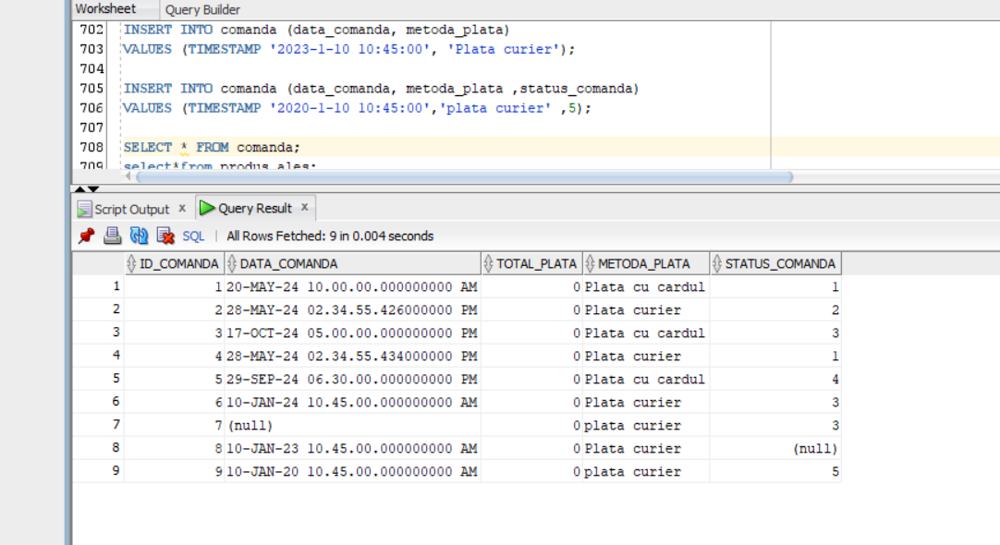 Worksheet Query Builder
702 INSERT INTO comanda (data_comanda, metoda_plata)
703 VALUES (TIMESTAMP '2023-1-10 10:45:00', 'Plata curier');
704
705 INSERT INTO comanda (data_comanda, metoda_plata ,status_comanda)
706 VALUES (TIMESTAMP '2020-1-10 10:45:00','plata curier' ,5);
707
708 SELECT * FROM comanda;
709 select*from produs_ales;
Script Output x Query Result x
SQL | All Rows Fetched: 9 in 0.004 seconds
ID_COMANDA DATA_COMANDA TOTAL_PLATA METODA_PLATA STATUS_COMANDA
1 1 20-MAY-24 10.00.00.000000000 AM 0 Plata cu cardul 1
2 2 28-MAY-24 02.34.55.426000000 PM 0 Plata curier 2
3 3 17-OCT-24 05.00.00.000000000 PM 0 Plata cu cardul 3
4 4 28-MAY-24 02.34.55.434000000 PM 0 Plata curier 1
5 5 29-SEP-24 06.30.00.000000000 PM 0 Plata cu cardul 4
6 6 10-JAN-24 10.45.00.000000000 AM 0 Plata curier 3
7 7 (null) 0 plata curier 3
8 8 10-JAN-23 10.45.00.000000000 AM 0 Plata curier (null)
9 9 10-JAN-20 10.45.00.000000000 AM 0 plata curier 5